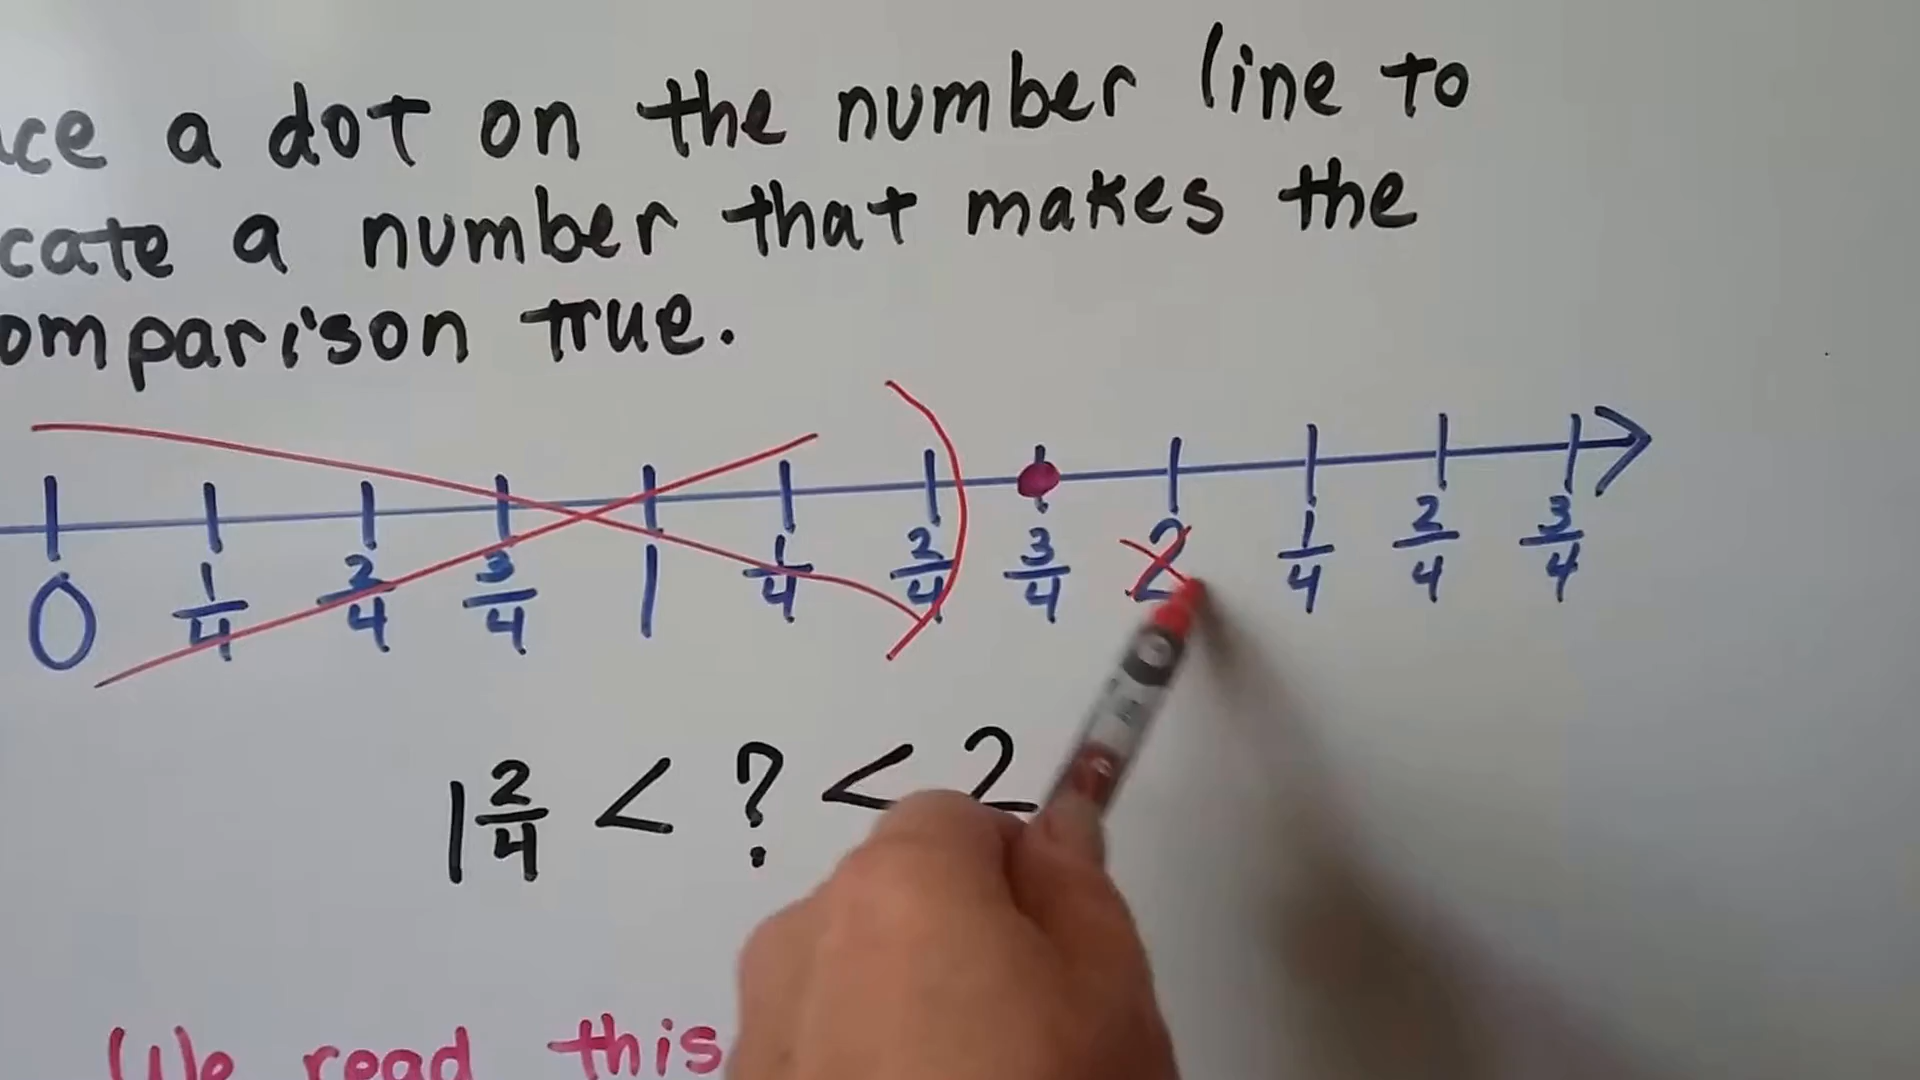 ce a dot on the number line to
cate a number that makes the
omparison true.
0 1/4 2/4 3/4 1 1/4 2/4 3/4 2 1/4 2/4 3/4
1 2/4 < ? < 2
We read this